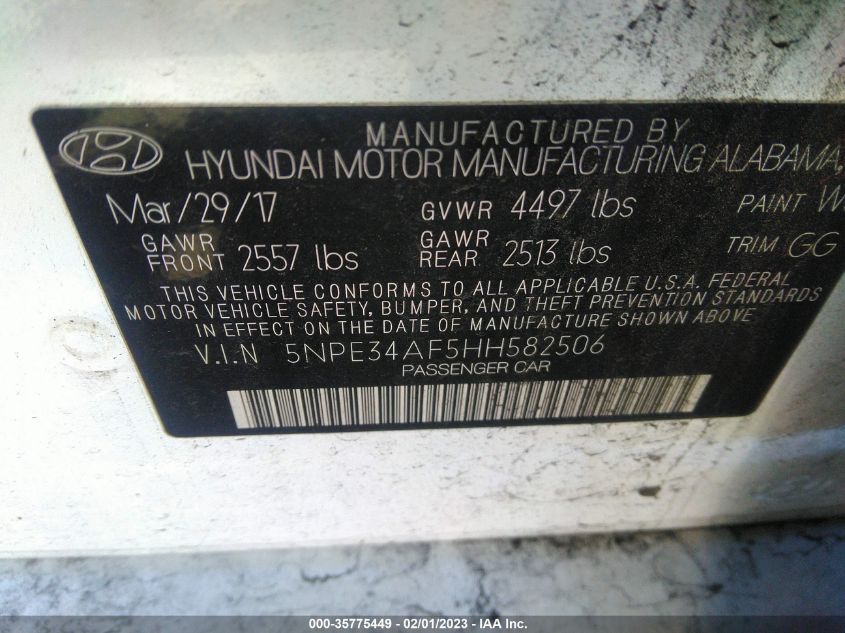 MANUFACTURED BY
HYUNDAI MOTOR MANUFACTURING ALABAMA,
Mar/29/17 GVWR 4497 lbs PAINT W
GAWR FRONT 2557 lbs GAWR REAR 2513 lbs TRIM GG
THIS VEHICLE CONFORMS TO ALL APPLICABLE U.S.A. FEDERAL
MOTOR VEHICLE SAFETY, BUMPER, AND THEFT PREVENTION STANDARDS
IN EFFECT ON THE DATE OF MANUFACTURE SHOWN ABOVE
V.I.N 5NPE34AF5HH582506
PASSENGER CAR
000-35775449 - 02/01/2023 - IAA Inc.